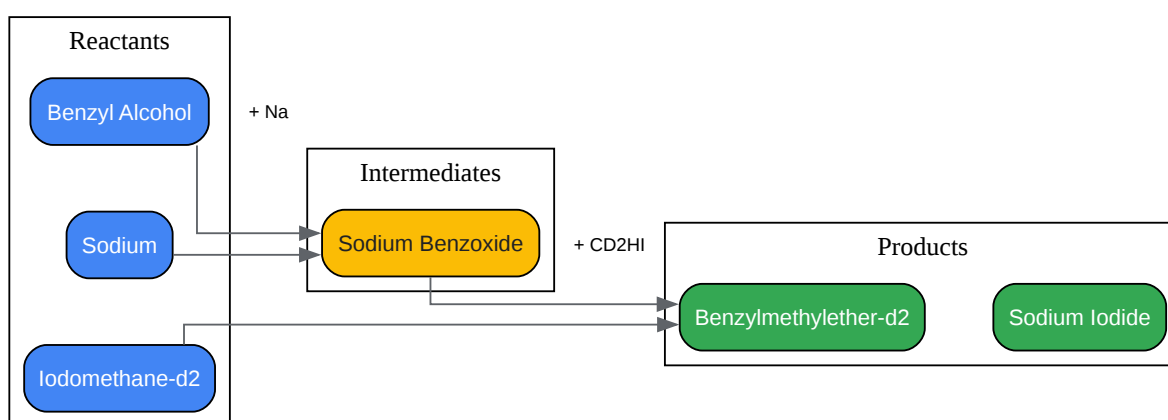 Reactants
Benzyl Alcohol
+ Na
Intermediates
Sodium
Sodium Benzoxide
+ CD2HI
Products
Benzylmethylether-d2
Sodium Iodide
Iodomethane-d2